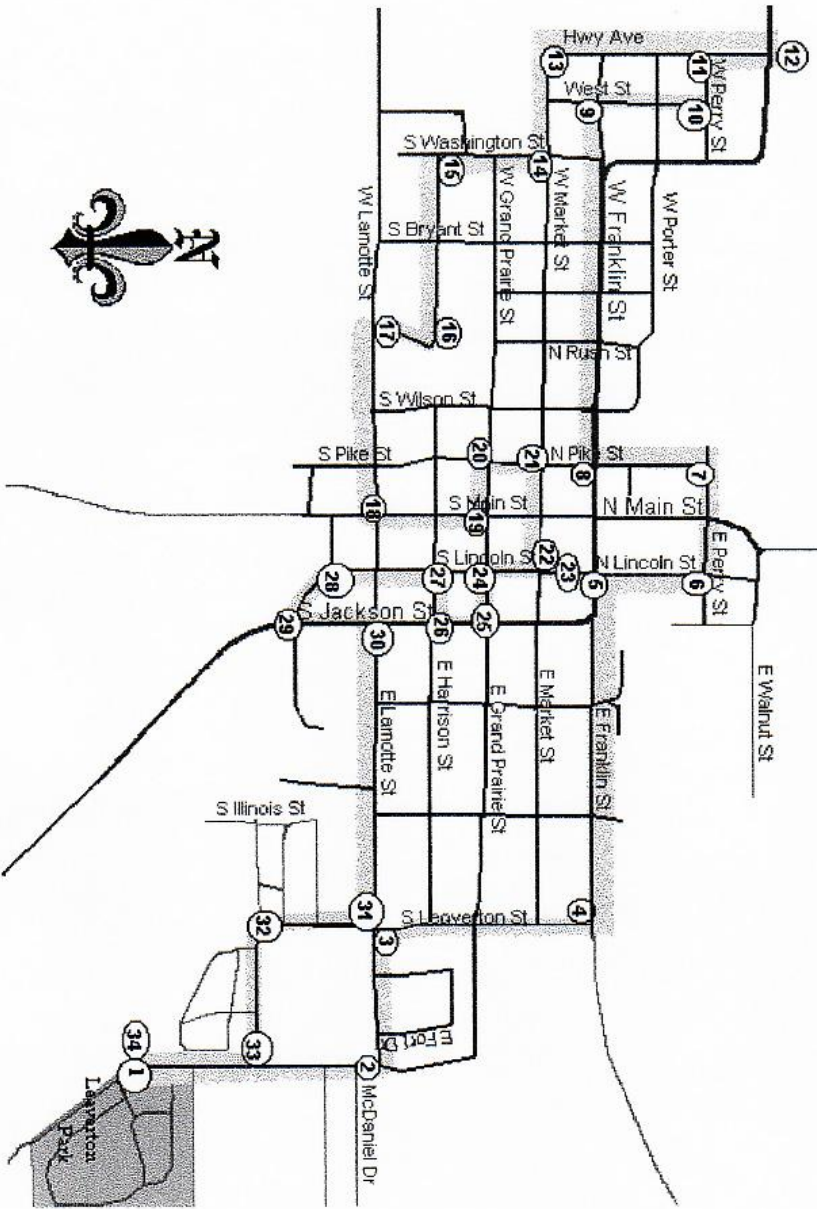 12
Hwy Ave
13
11
W Perry St
West St
9
10
S Washington St
14
15
W Grand Prairie St
W Market St
W Franklin St
W Porter St
W Lamotte St
S Bryant St
N
17
16
N Rush St
S Wilson St
S Pike St
20
21
N Pike St
8
7
18
S Main St
19
N Main St
S Lincoln St
22
23
N Lincoln St
E Perry St
28
27
24
5
6
S Jackson St
29
30
26
25
E Walnut St
E Lamotte St
E Harrison St
E Grand Prairie St
E Market St
E Franklin St
S Illinois St
31
S Leaverton St
4
32
3
E Fort Dr
34
1
33
2
McDaniel Dr
Leaverton
Park